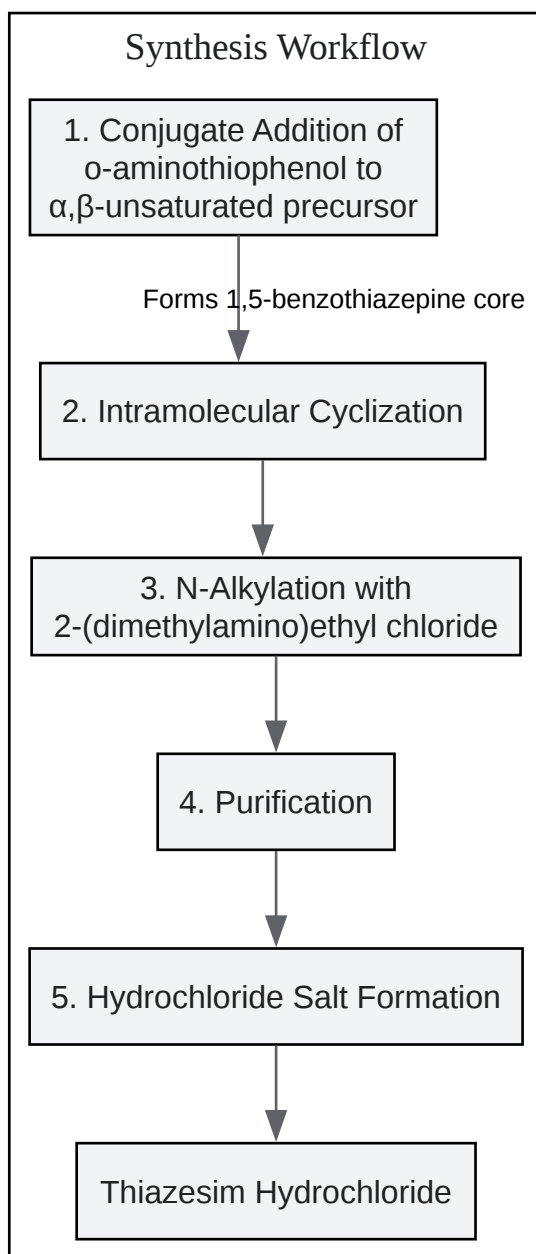 Synthesis Workflow
1. Conjugate Addition of
o-aminothiophenol to
α,β-unsaturated precursor
Forms 1,5-benzothiazepine core
2. Intramolecular Cyclization
3. N-Alkylation with
2-(dimethylamino)ethyl chloride
4. Purification
5. Hydrochloride Salt Formation
Thiazesim Hydrochloride